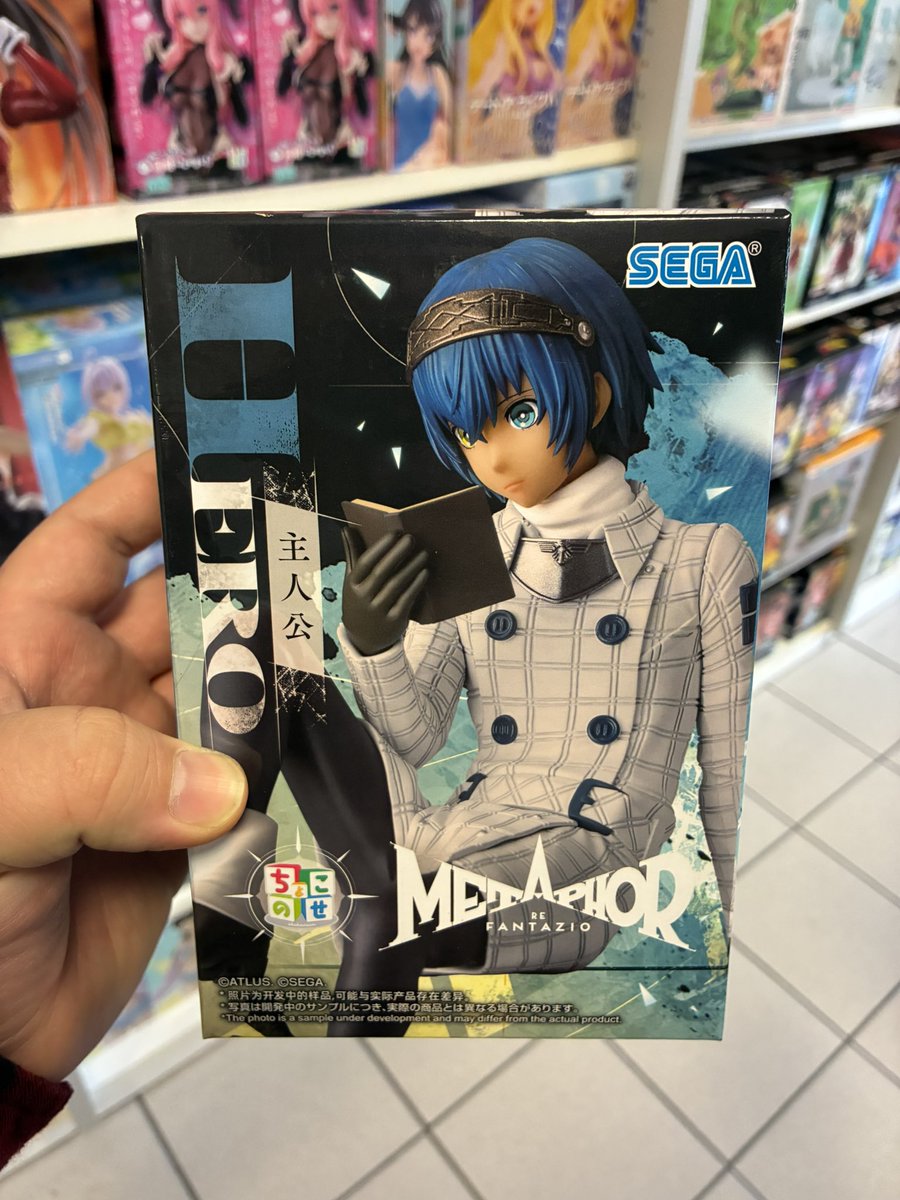 SEGA®
HERO
主人公
ちょこ
のせ
METAPHOR
RE
FANTAZIO
©ATLUS ©SEGA
* 照片为开发中的样品,可能与实际产品存在差异。
* 写真は開発中のサンプルにつき、実際の商品とは異なる場合があります。
*The photo is a sample under development and may differ from the actual product.